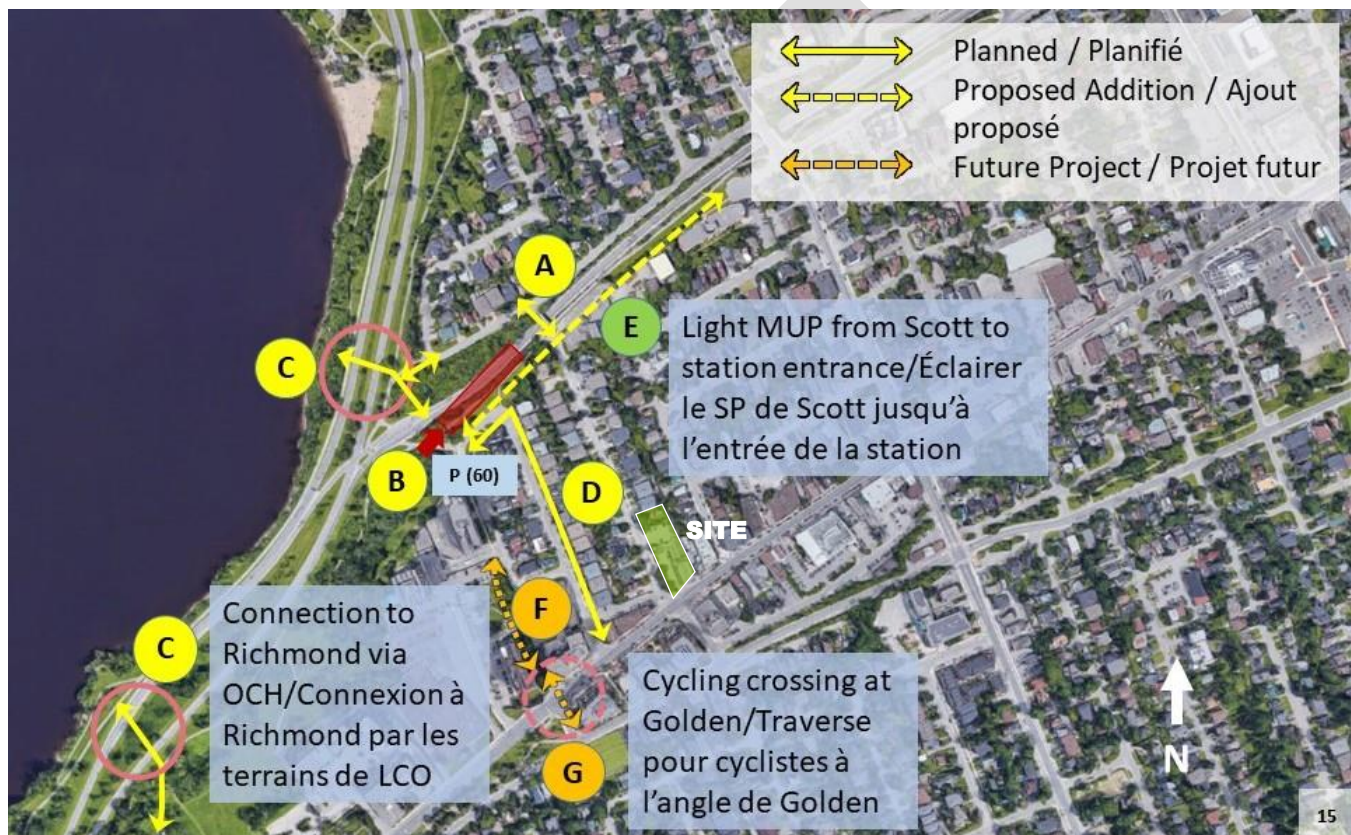 Planned / Planifié
Proposed Addition / Ajout
proposé
Future Project / Projet futur
A
E
Light MUP from Scott to
station entrance/Éclairer
le SP de Scott jusqu'à
l'entrée de la station
C
B
P (60)
D
SITE
F
C
Connection to
Richmond via
OCH/Connexion à
Richmond par les
terrains de LCO
G
Cycling crossing at
Golden/Traverse
pour cyclistes à
l'angle de Golden
N
15